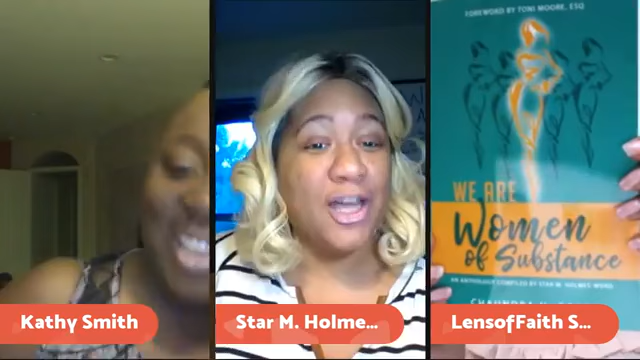 FOREWORD BY TONI MOORE, ESQ
WE ARE
Women
of Substance
AN ANTHOLOGY COMPILED BY STAR M. HOLMES-WORD
Kathy Smith
Star M. Holme...
LensofFaith S...